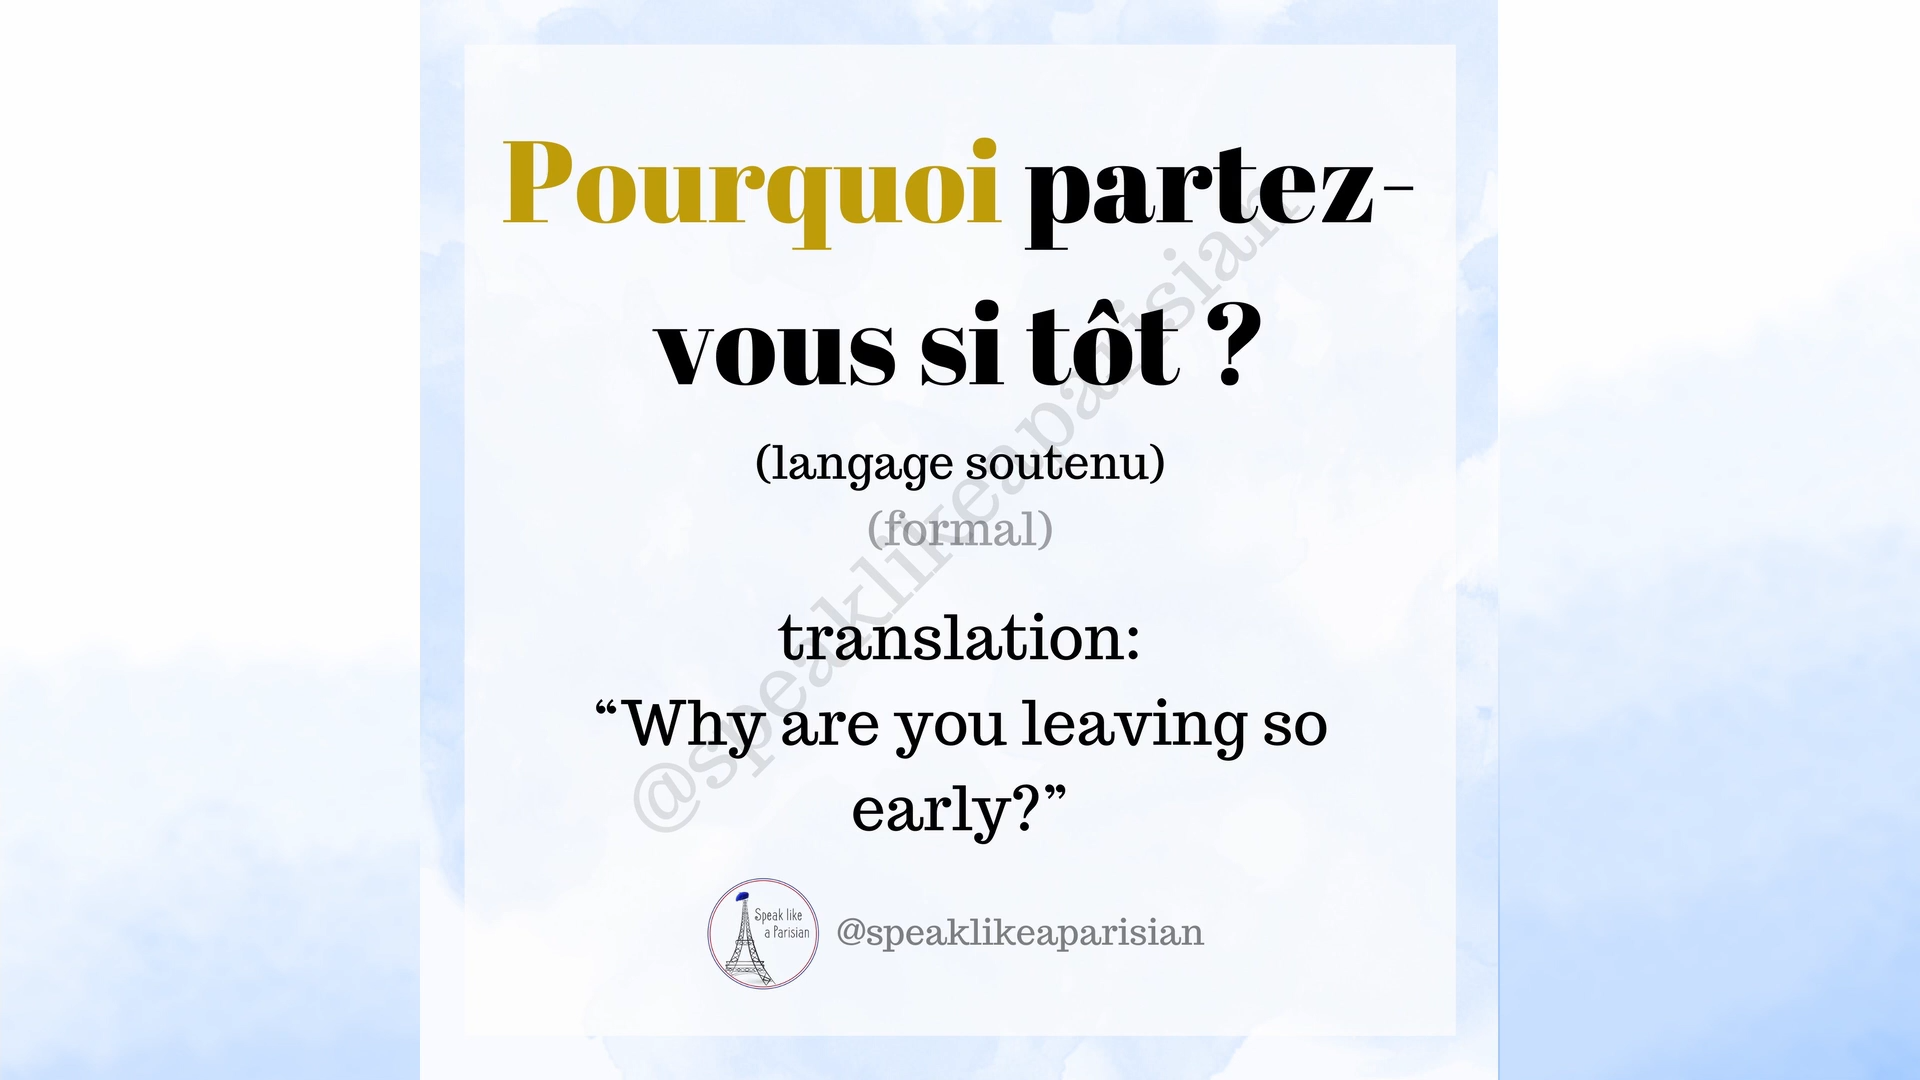 Pourquoi partez-
vous si tôt ?
(langage soutenu)
(formal)
translation:
“Why are you leaving so
early?”
Speak like
a Parisian
@speaklikeaparisian
@speaklikeaparisian